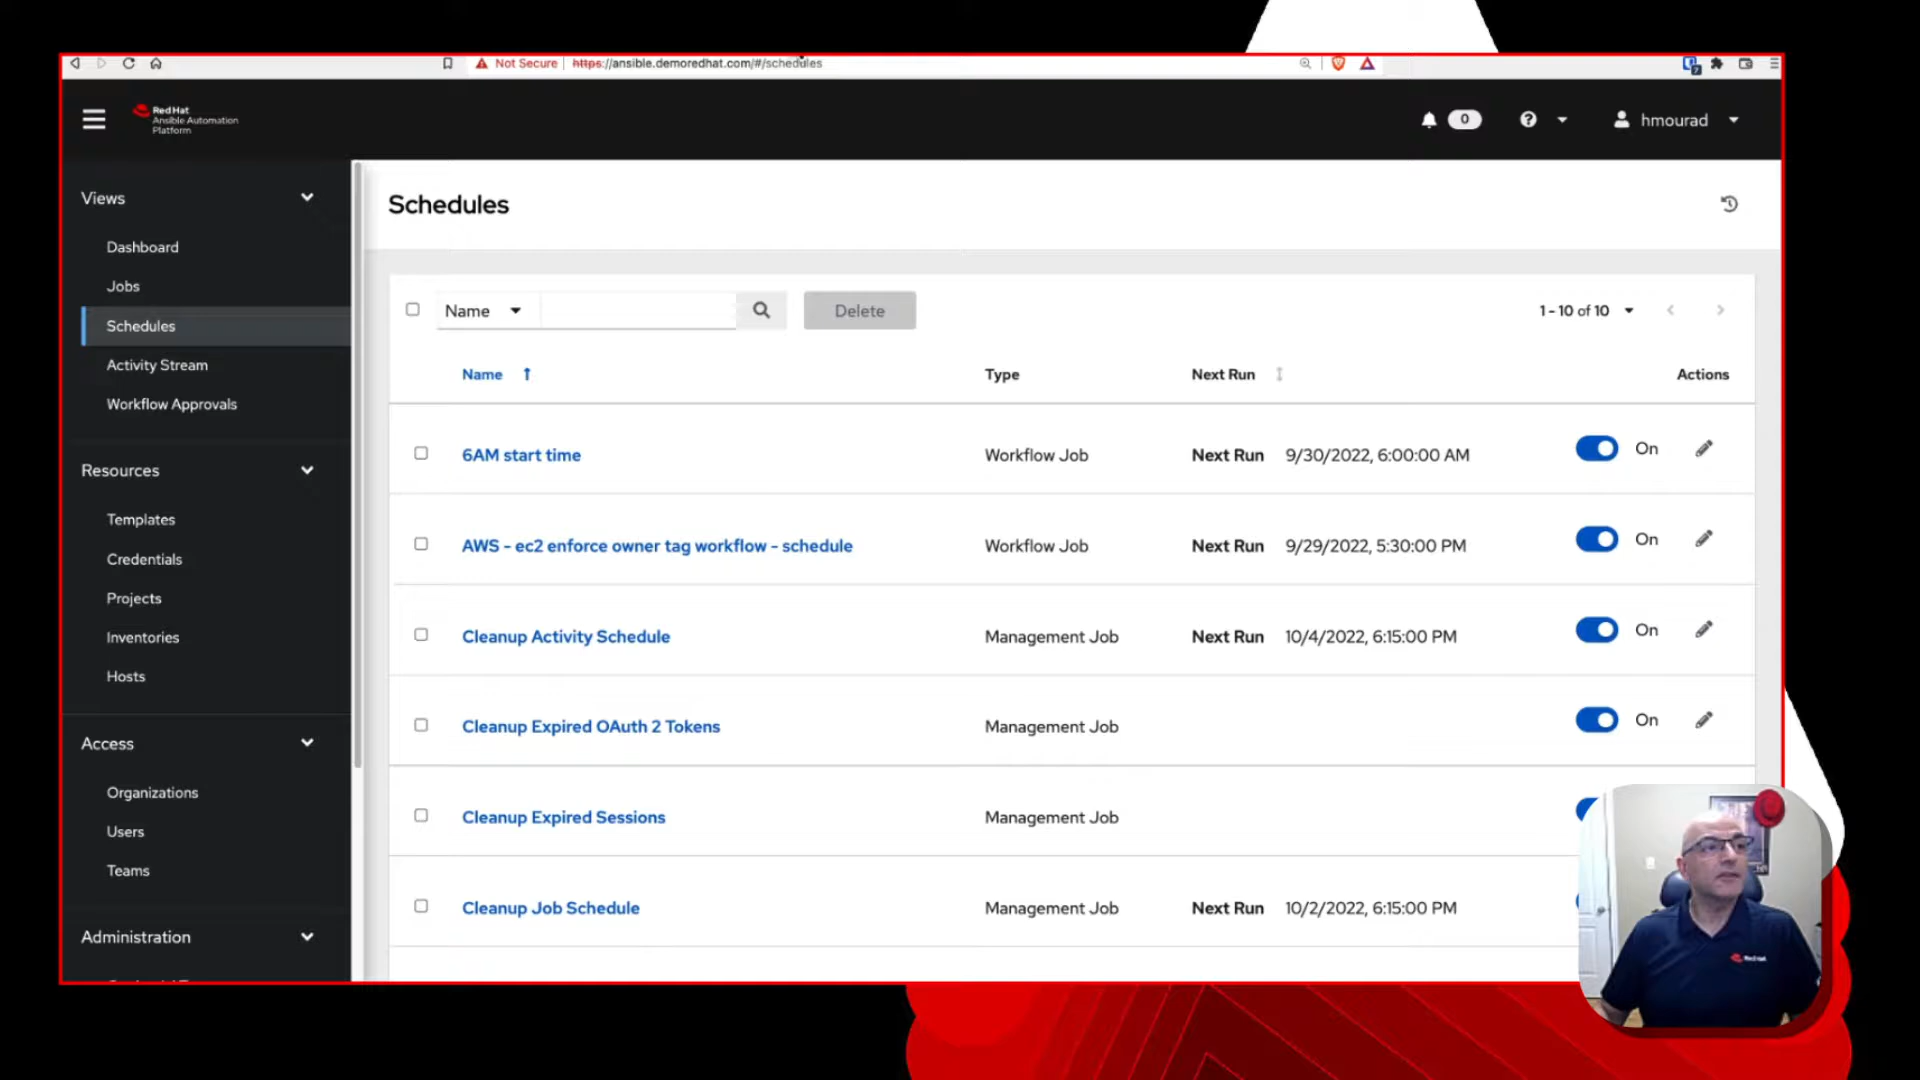 Not Secure https://ansible.demoredhat.com/#/schedules
Red Hat
Ansible Automation
Platform
0
hmourad
Views
Dashboard
Jobs
Schedules
Activity Stream
Workflow Approvals
Resources
Templates
Credentials
Projects
Inventories
Hosts
Access
Organizations
Users
Teams
Administration
Schedules
Name
Delete
1 - 10 of 10
Name Type Next Run Actions
6AM start time Workflow Job Next Run 9/30/2022, 6:00:00 AM On
AWS - ec2 enforce owner tag workflow - schedule Workflow Job Next Run 9/29/2022, 5:30:00 PM On
Cleanup Activity Schedule Management Job Next Run 10/4/2022, 6:15:00 PM On
Cleanup Expired OAuth 2 Tokens Management Job On
Cleanup Expired Sessions Management Job
Cleanup Job Schedule Management Job Next Run 10/2/2022, 6:15:00 PM
Red Hat